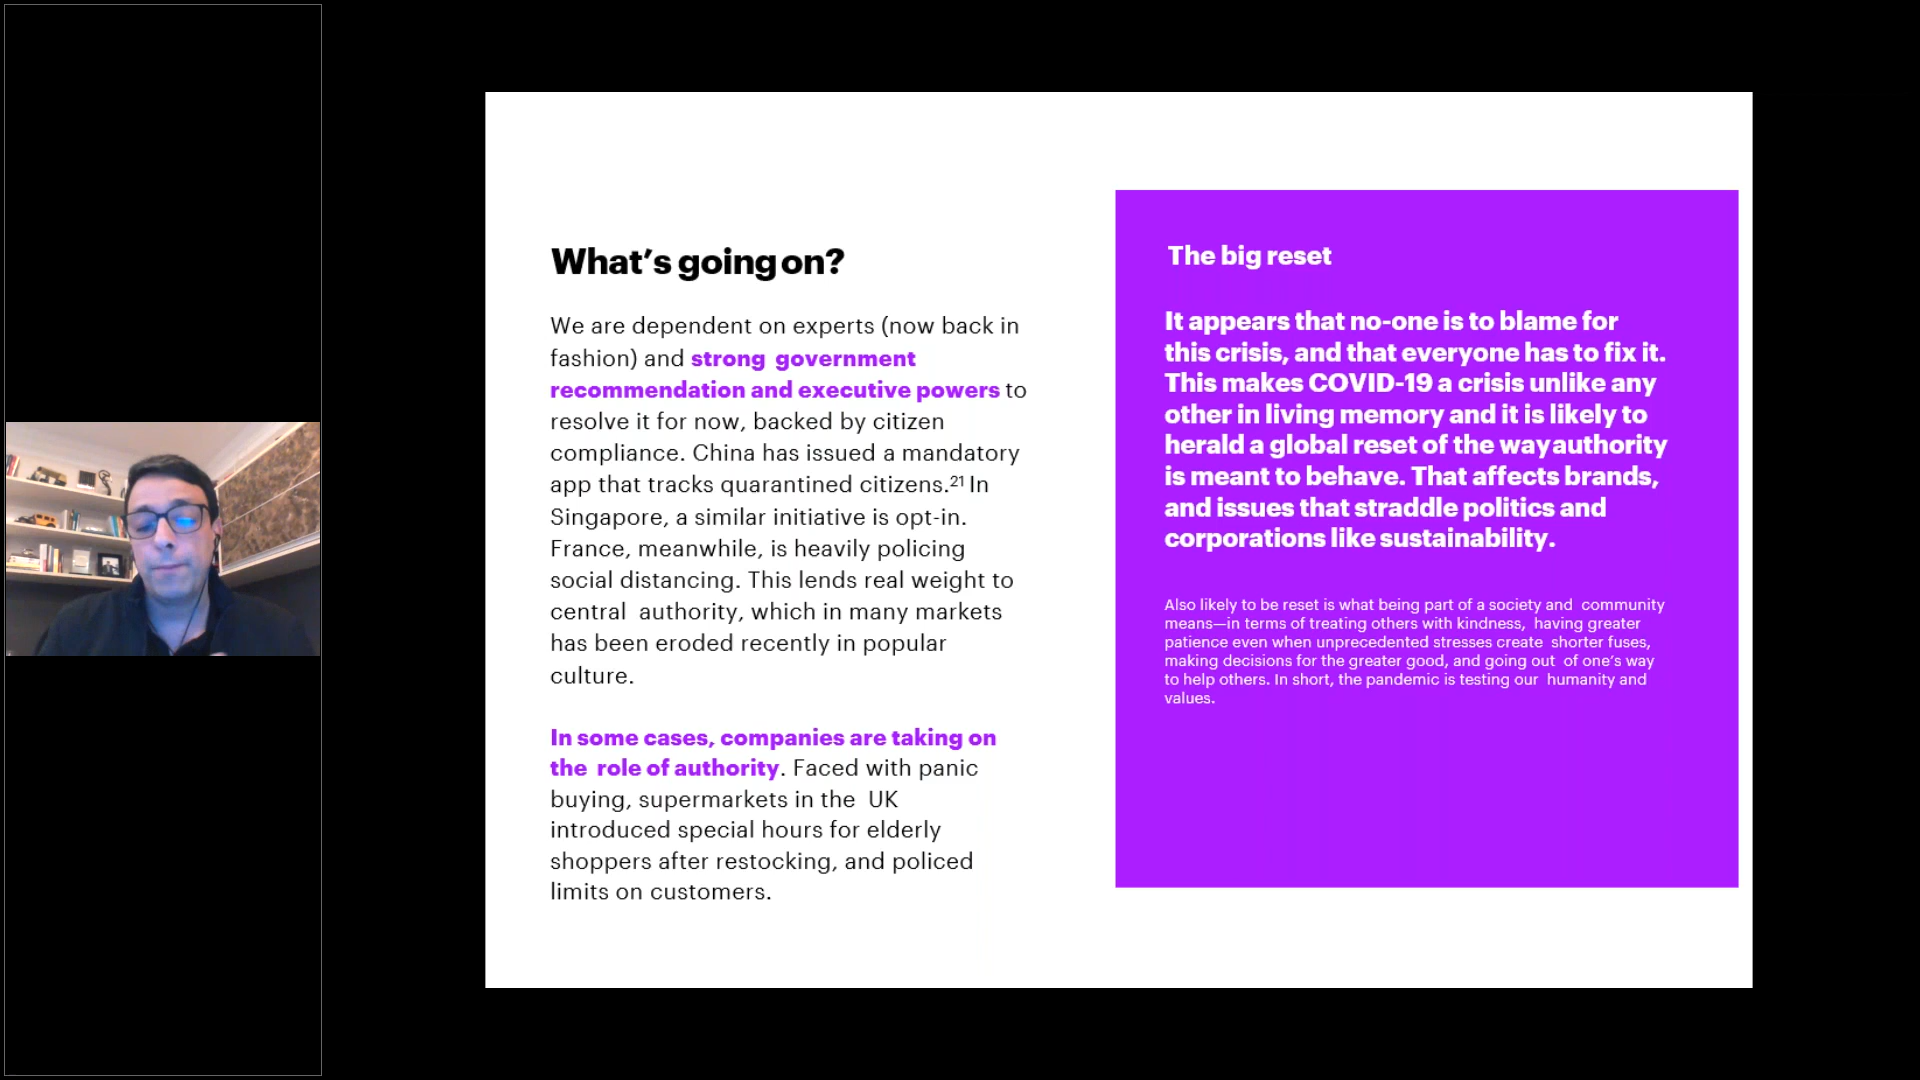 What's going on?
We are dependent on experts (now back in
fashion) and strong government
recommendation and executive powers to
resolve it for now, backed by citizen
compliance. China has issued a mandatory
app that tracks quarantined citizens.21 In
Singapore, a similar initiative is opt-in.
France, meanwhile, is heavily policing
social distancing. This lends real weight to
central authority, which in many markets
has been eroded recently in popular
culture.
In some cases, companies are taking on
the role of authority. Faced with panic
buying, supermarkets in the UK
introduced special hours for elderly
shoppers after restocking, and policed
limits on customers.
The big reset
It appears that no-one is to blame for
this crisis, and that everyone has to fix it.
This makes COVID-19 a crisis unlike any
other in living memory and it is likely to
herald a global reset of the way authority
is meant to behave. That affects brands,
and issues that straddle politics and
corporations like sustainability.
Also likely to be reset is what being part of a society and community
means—in terms of treating others with kindness, having greater
patience even when unprecedented stresses create shorter fuses,
making decisions for the greater good, and going out of one's way
to help others. In short, the pandemic is testing our humanity and
values.